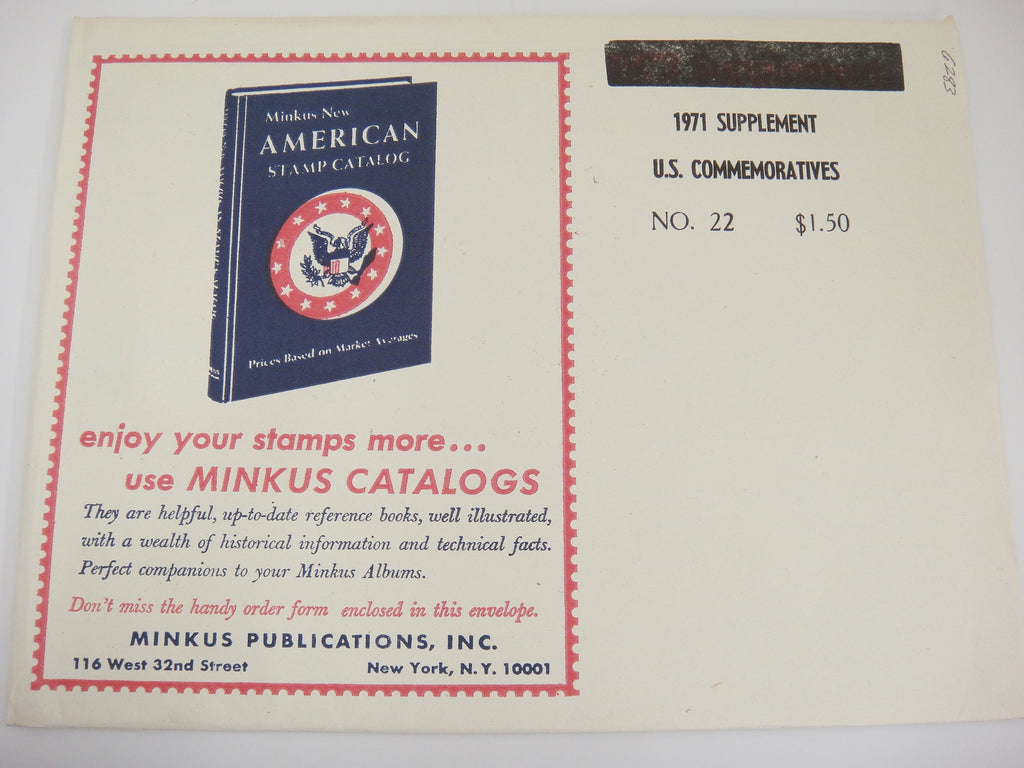 Minkus New
AMERICAN
STAMP CATALOG
Prices Based on Market Averages
enjoy your stamps more...
use MINKUS CATALOGS
They are helpful, up-to-date reference books, well illustrated,
with a wealth of historical information and technical facts.
Perfect companions to your Minkus Albums.
Don't miss the handy order form enclosed in this envelope.
MINKUS PUBLICATIONS, INC.
116 West 32nd Street New York, N.Y. 10001
1971 SUPPLEMENT
U.S. COMMEMORATIVES
NO. 22 $1.50